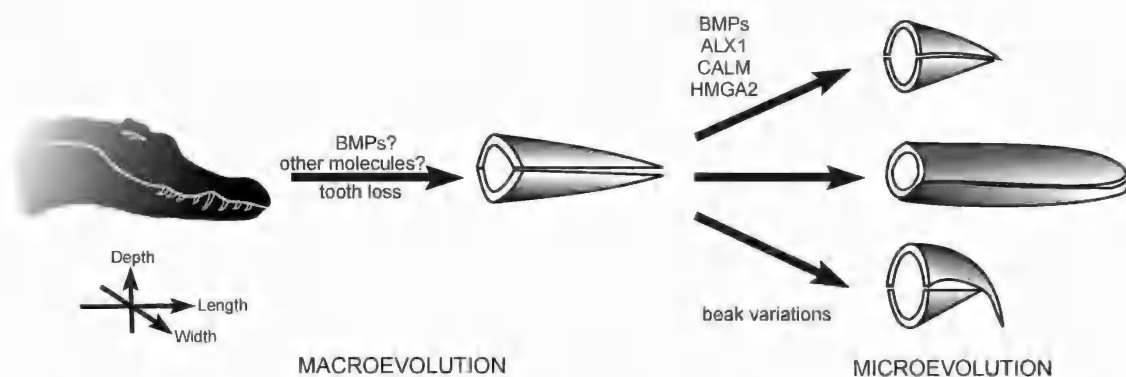 BMPs
ALX1
CALM
HMGA2
BMPs?
other molecules?
tooth loss
Depth
Length
Width
beak variations
MACROEVOLUTION
MICROEVOLUTION